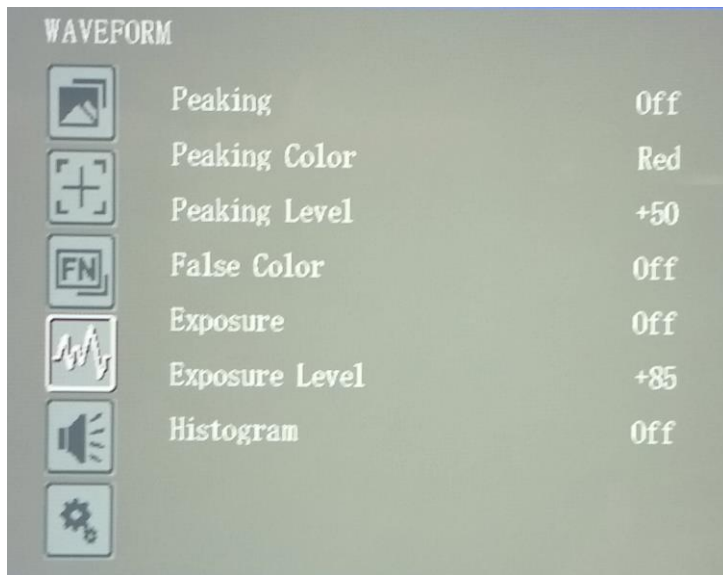 WAVEFORM
Peaking Off
Peaking Color Red
Peaking Level +50
FN False Color Off
Exposure Off
Exposure Level +85
Histogram Off